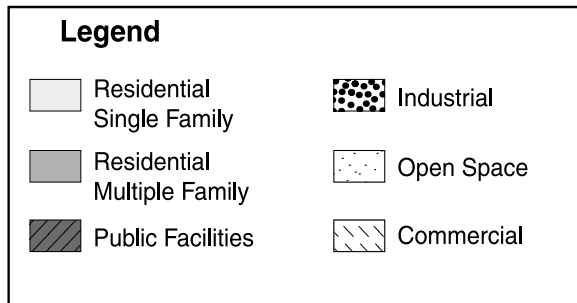 Legend
Residential
Single Family
Residential
Multiple Family
Public Facilities
Industrial
Open Space
Commercial